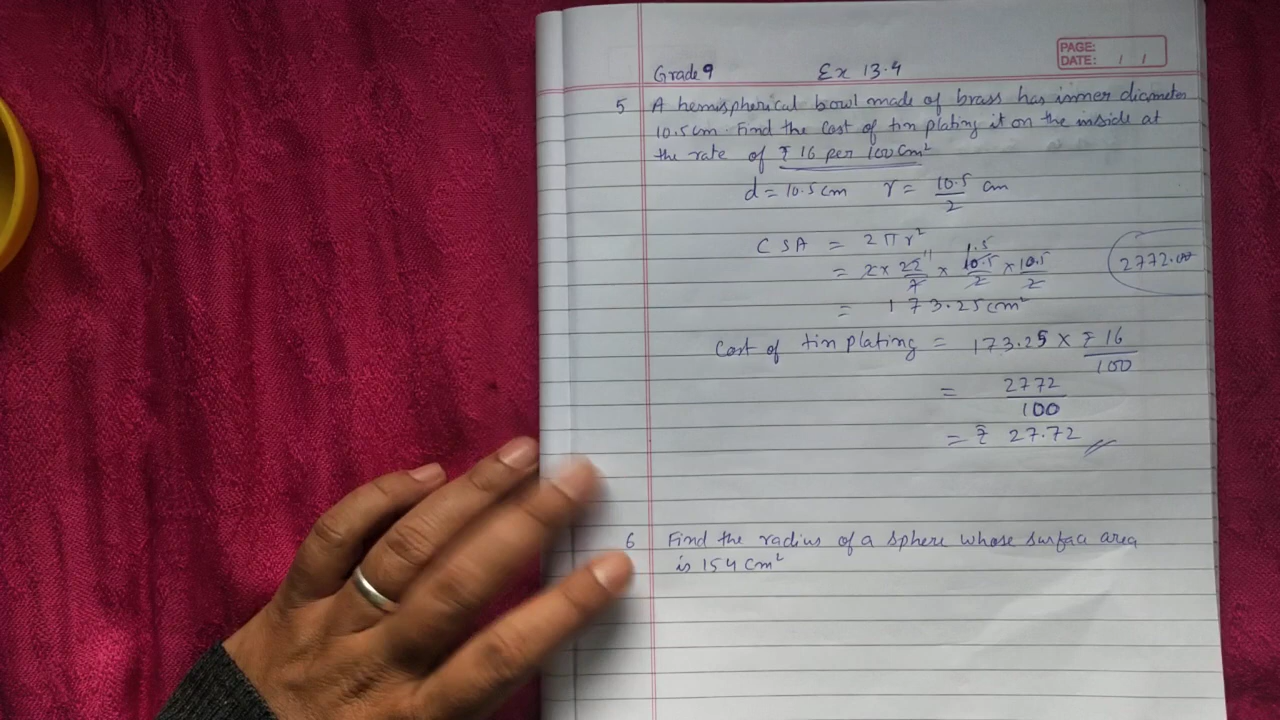 PAGE:
DATE: / /
Grade 9 Ex 13.4
5 A hemispherical bowl made of brass has inner diameter
10.5 cm. Find the cost of tin plating it on the inside at
the rate of ₹ 16 per 100 cm²
d = 10.5 cm r = 10.5/2 cm
CSA = 2πr²
= 2 × 22/7 × 10.5/2 × 10.5/2
11 1.5
2772.00
= 173.25 cm²
Cost of tin plating = 173.25 × ₹ 16/100
= 2772/100
= ₹ 27.72
6 Find the radius of a sphere whose surface area
is 154 cm²